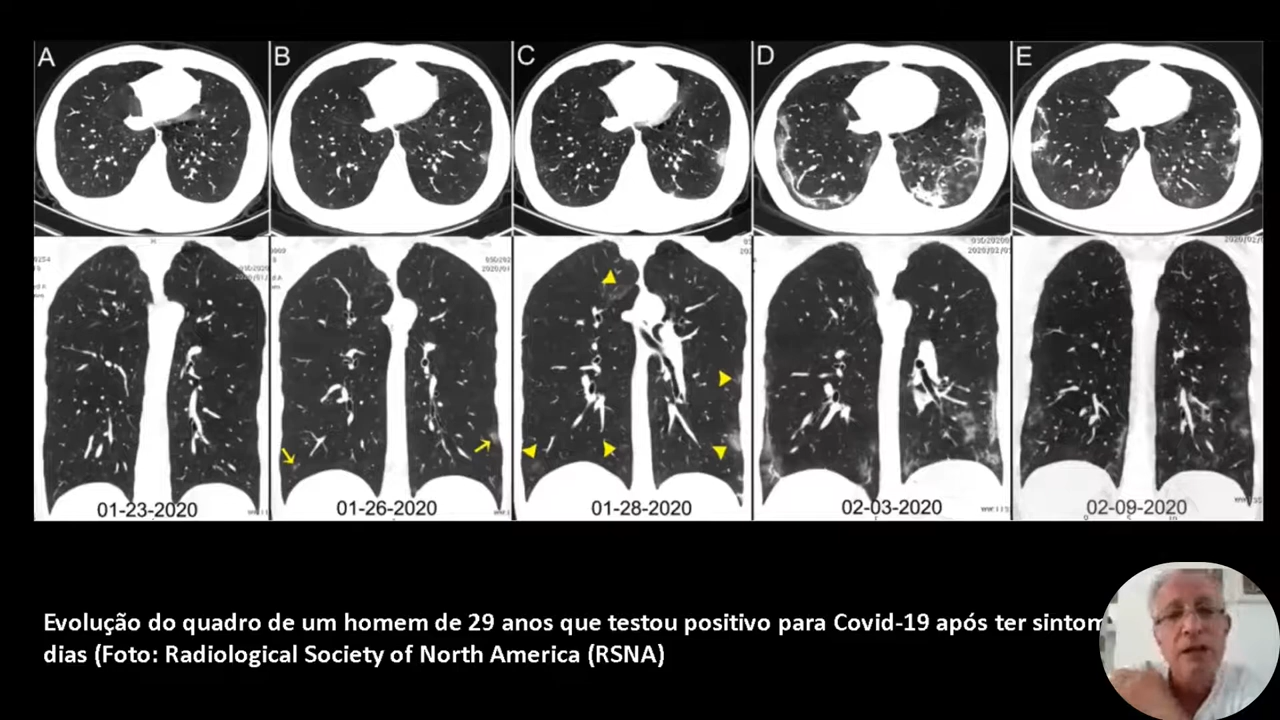 A B C D E
01-23-2020 01-26-2020 01-28-2020 02-03-2020 02-09-2020
Evolução do quadro de um homem de 29 anos que testou positivo para Covid-19 após ter
dias (Foto: Radiological Society of North America (RSNA)